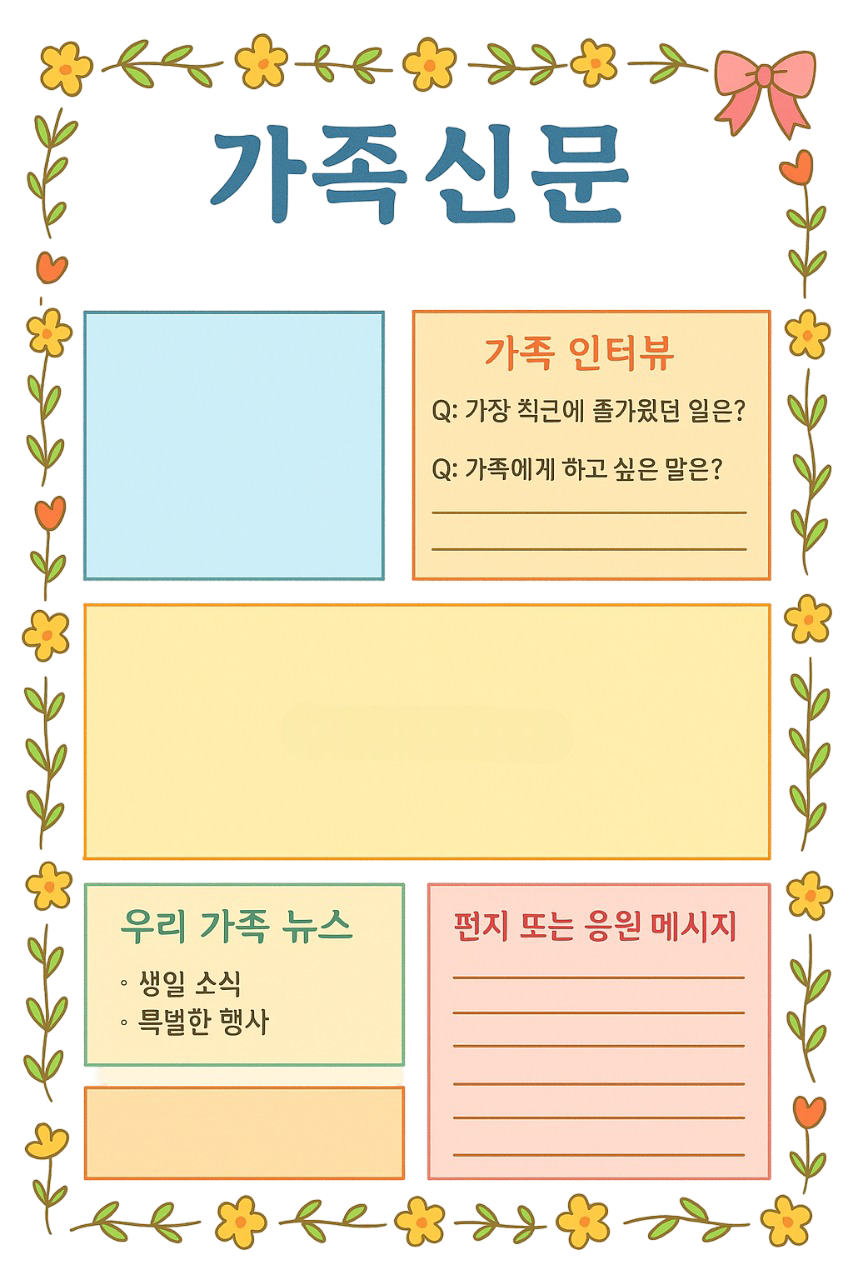 가족신문
가족 인터뷰
Q: 가장 칙근에 졸가웠던 일은?
Q: 가족에게 하고 싶은 말은?
우리 가족 뉴스
◦ 생일 소식
◦ 특별한 행사
편지 또는 응원 메시지